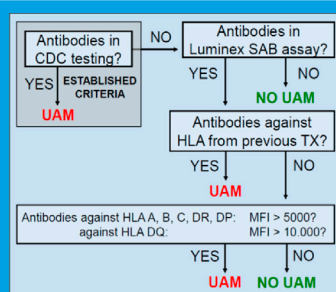 Antibodies in
CDC testing?
NO
Antibodies in
Luminex SAB assay?
YES
ESTABLISHED
CRITERIA
UAM
YES
NO
NO UAM
Antibodies against
HLA from previous TX?
YES
NO
UAM
Antibodies against HLA A, B, C, DR, DP: MFI > 5000?
against HLA DQ: MFI > 10.000?
YES
NO
UAM
NO UAM